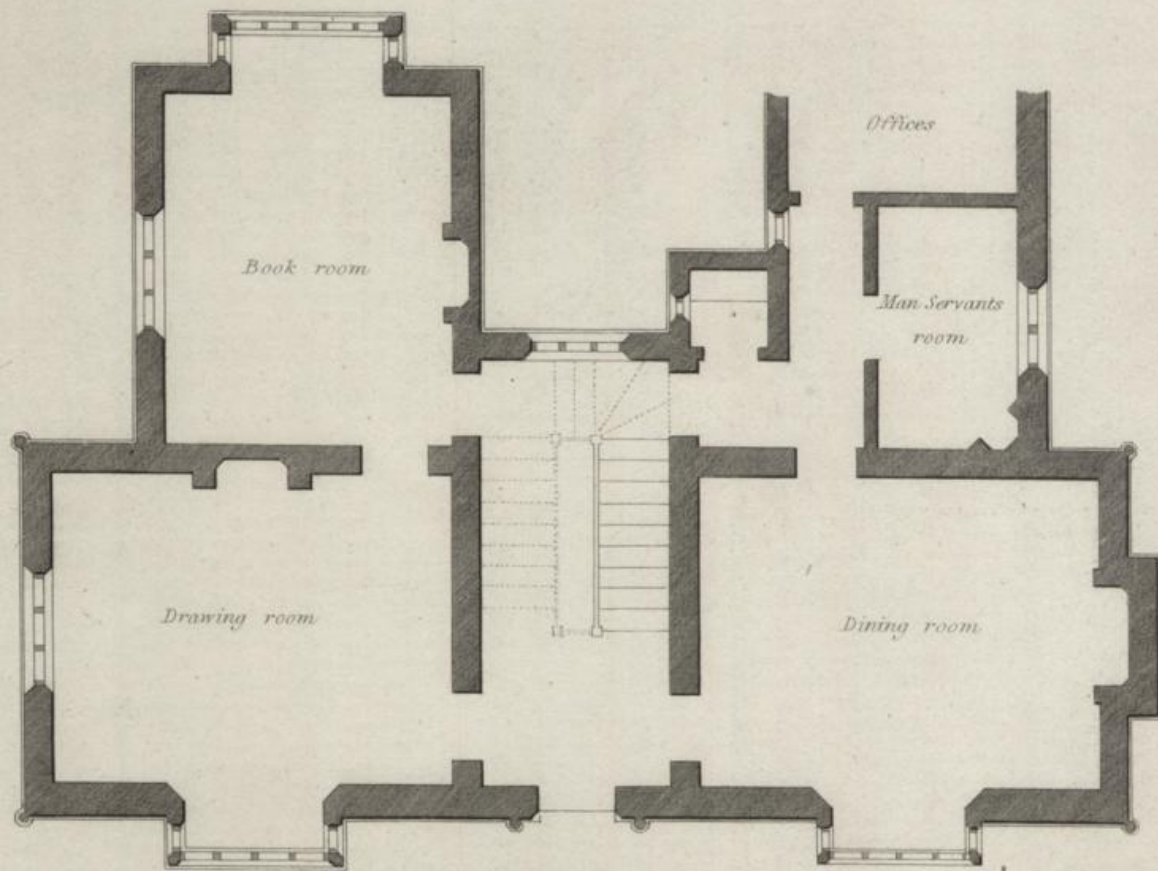 Offices
Book room
Man Servants
room
Drawing room
Dining room